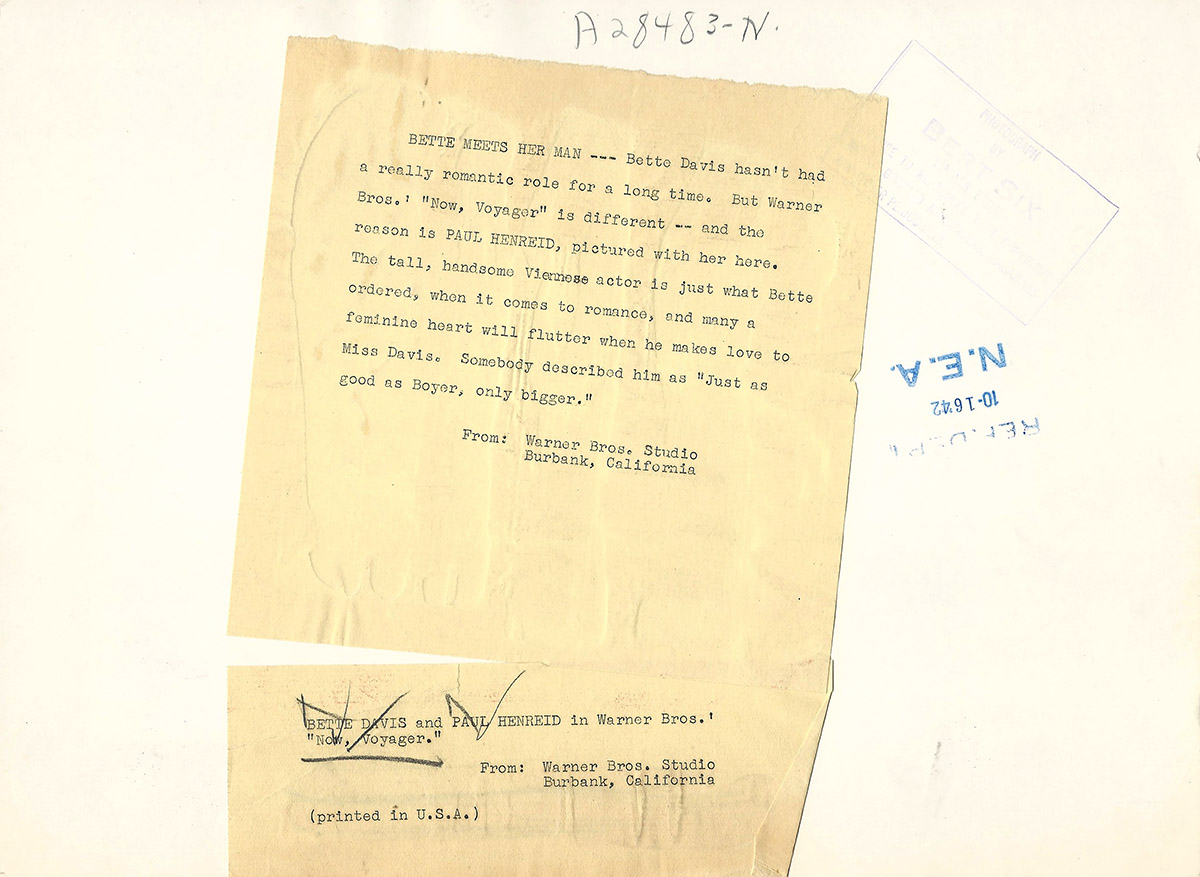 A28483-N.
BETTE MEETS HER MAN --- Bette Davis hasn't had
a really romantic role for a long time. But Warner
Bros.' "Now, Voyager" is different -- and the
reason is PAUL HENREID, pictured with her here.
The tall, handsome Viennese actor is just what Bette
ordered, when it comes to romance, and many a
feminine heart will flutter when he makes love to
Miss Davis. Somebody described him as "Just as
good as Boyer, only bigger."
From: Warner Bros. Studio
Burbank, California
PHOTOGRAPH
BY
SIX
REF. DEPT.
10-16 42
N.E.A.
BETTE DAVIS and PAUL HENREID in Warner Bros.'
"Now, Voyager."
From: Warner Bros. Studio
Burbank, California
(printed in U.S.A.)